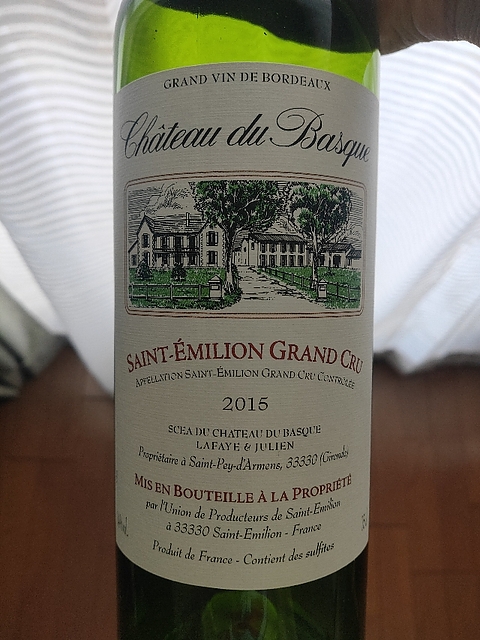 GRAND VIN DE BORDEAUX
Château du Basque
SAINT-ÉMILION GRAND CRU
APPELLATION SAINT-ÉMILION GRAND CRU CONTRÔLÉE
2015
SCEA DU CHATEAU DU BASQUE
LAFAYE & JULIEN
Propriétaire à Saint-Pey-d'Armens, 33330 (Gironde)
MIS EN BOUTEILLE À LA PROPRIÉTÉ
par l'Union de Producteurs de Saint-Emilion
à 33330 Saint-Emilion - France
Produit de France - Contient des sulfites